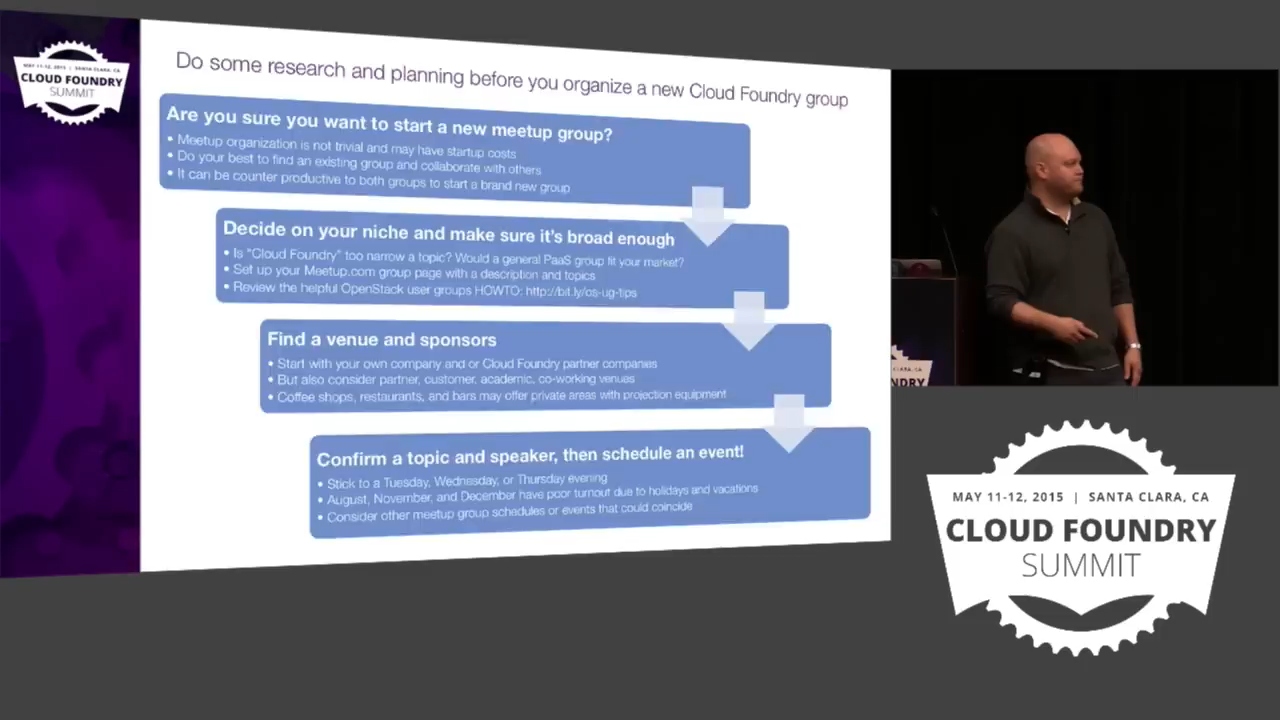 MAY 11-12, 2015 | SANTA CLARA, CA
CLOUD FOUNDRY
SUMMIT
Do some research and planning before you organize a new Cloud Foundry group
Are you sure you want to start a new meetup group?
• Meetup organization is not trivial and may have startup costs
• Do your best to find an existing group and collaborate with others
• It can be counter productive to both groups to start a brand new group
Decide on your niche and make sure it's broad enough
• Is "Cloud Foundry" too narrow a topic? Would a general PaaS group fit your market?
• Set up your Meetup.com group page with a description and topics
• Review the helpful OpenStack user groups HOWTO: http://bit.ly/os-ug-tips
Find a venue and sponsors
• Start with your own company and or Cloud Foundry partner companies
• But also consider partner, customer, academic, co-working venues
• Coffee shops, restaurants, and bars may offer private areas with projection equipment
Confirm a topic and speaker, then schedule an event!
• Stick to a Tuesday, Wednesday, or Thursday evening
• August, November, and December have poor turnout due to holidays and vacations
• Consider other meetup group schedules or events that could coincide
CLARA, CA
NDRY
MAY 11-12, 2015 | SANTA CLARA, CA
CLOUD FOUNDRY
SUMMIT